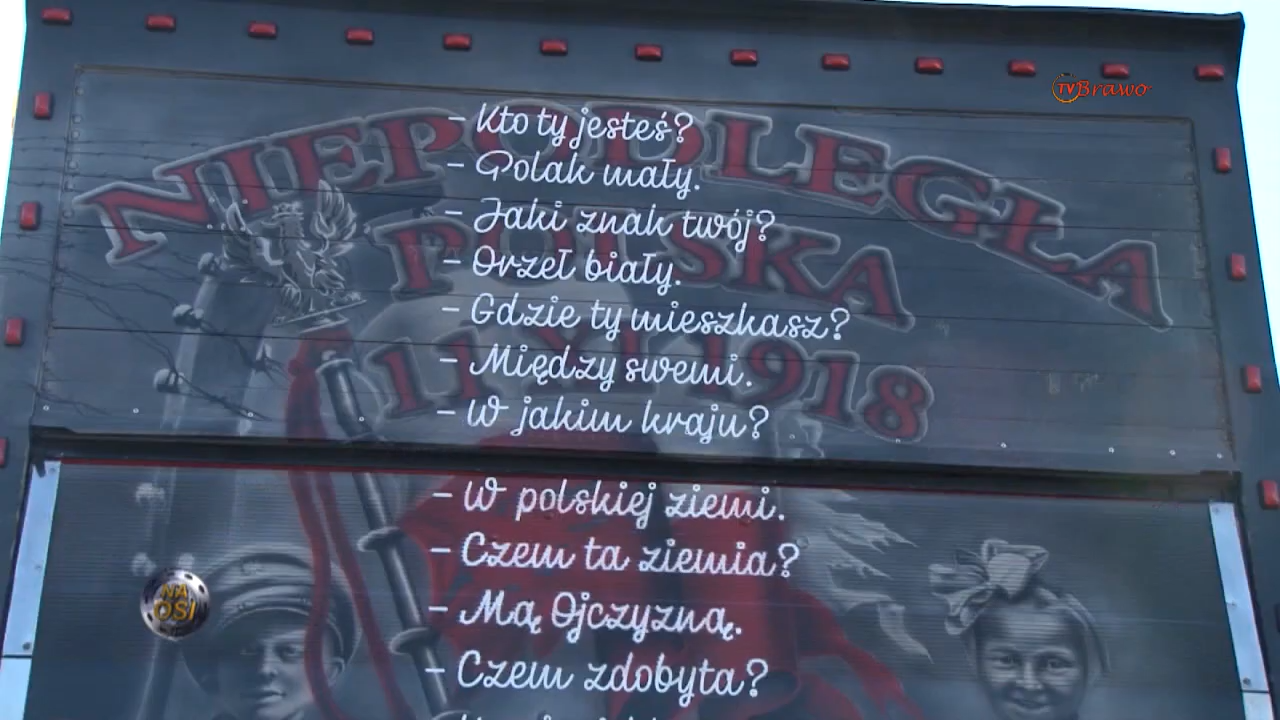 TVBrawo
NIEPODLEGŁA
POLSKA
11 XI 1918
– Kto ty jesteś?
– Polak mały.
– Jaki znak twój?
– Orzeł biały.
– Gdzie ty mieszkasz?
– Między swemi.
– W jakim kraju?
– W polskiej ziemi.
– Czem ta ziemia?
– Mą Ojczyzną.
– Czem zdobyta?
NA
OSI